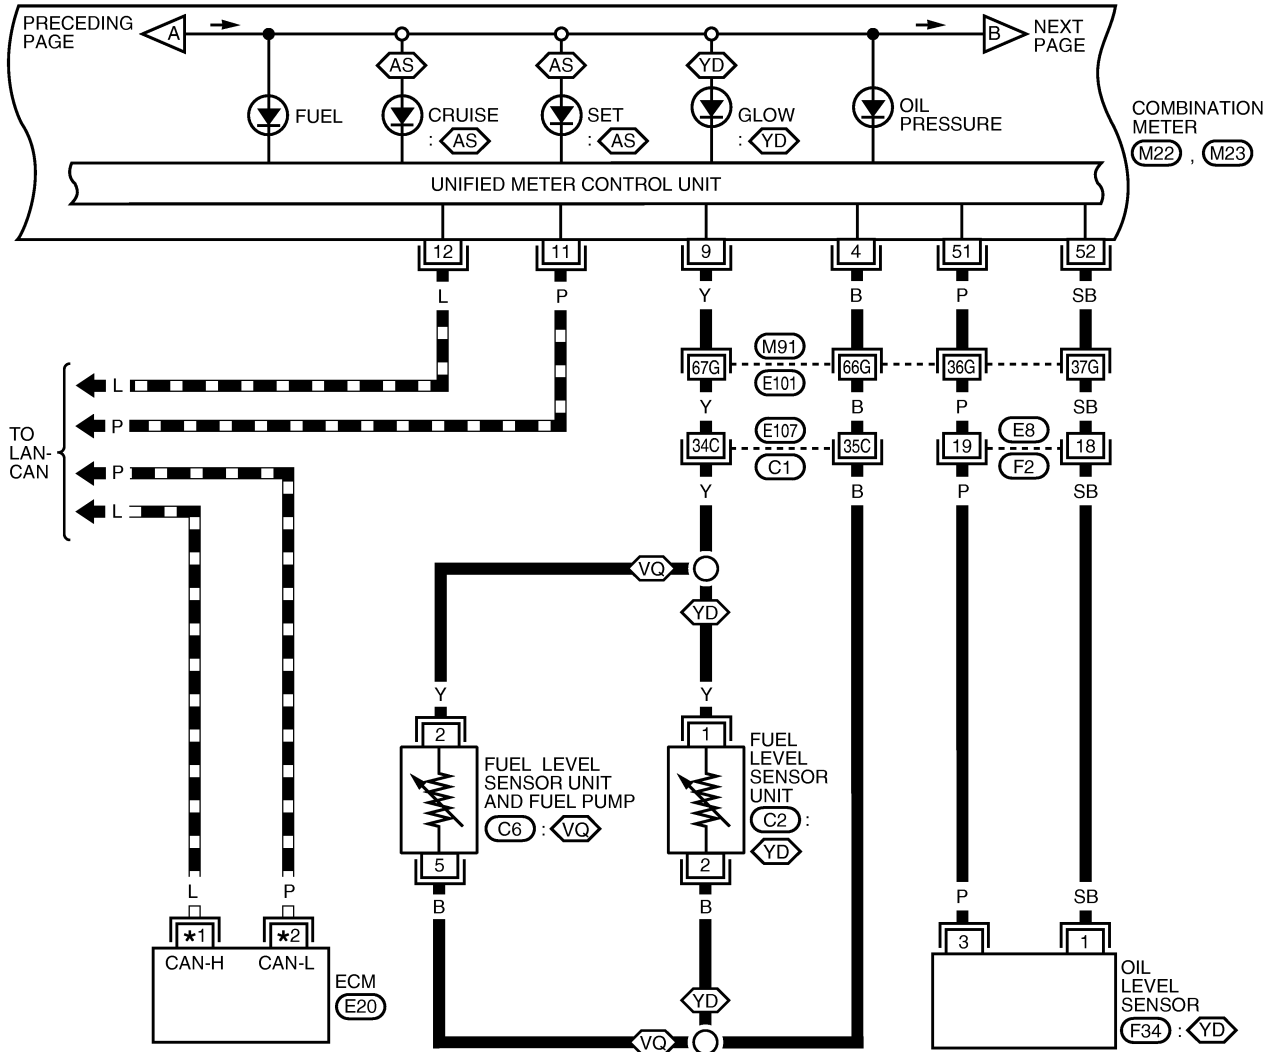 PRECEDING
PAGE
A
B
NEXT
PAGE
AS
AS
YD
FUEL
CRUISE
: AS
SET
: AS
GLOW
: YD
OIL
PRESSURE
COMBINATION
METER
M22 , M23
UNIFIED METER CONTROL UNIT
12
11
9
4
51
52
L
P
Y
B
P
SB
M91
67G
66G
36G
37G
E101
L
Y
B
P
SB
TO
LAN-
CAN
P
E107
E8
34C
35C
19
18
C1
F2
P
Y
B
P
SB
L
VQ
YD
Y
Y
2
1
FUEL LEVEL
SENSOR UNIT
AND FUEL PUMP
C6 : VQ
FUEL
LEVEL
SENSOR
UNIT
C2 :
YD
5
2
L
P
B
B
P
SB
*1
*2
3
1
CAN-H
CAN-L
ECM
E20
YD
VQ
OIL
LEVEL
SENSOR
F34 : YD